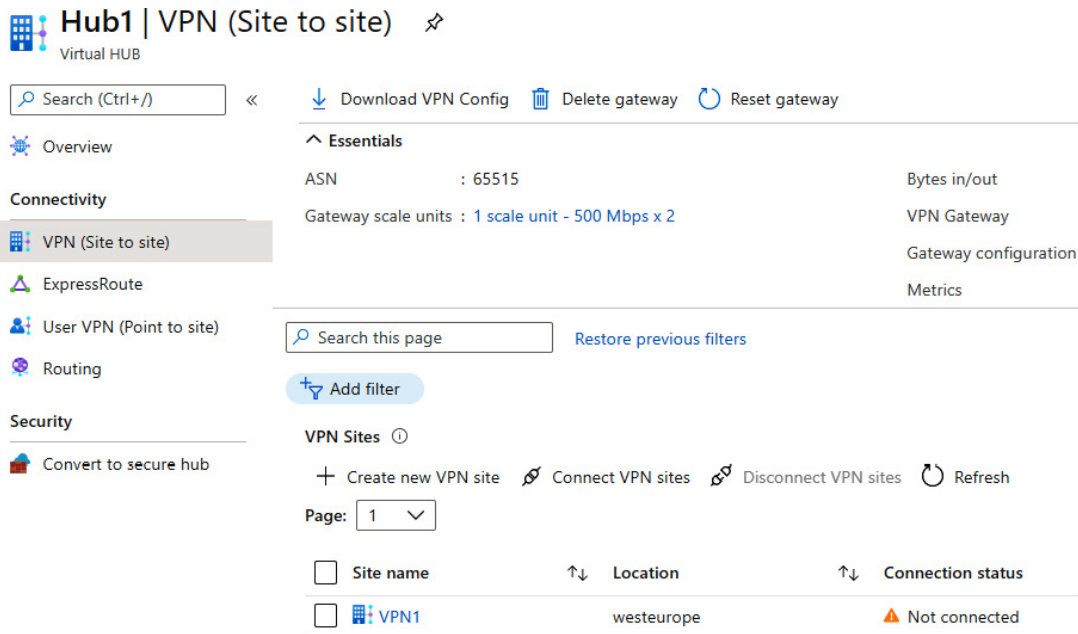 Hub1 | VPN (Site to site)
Virtual HUB
Search (Ctrl+/)
«
Overview
Connectivity
VPN (Site to site)
ExpressRoute
User VPN (Point to site)
Routing
Security
Convert to secure hub
Download VPN Config Delete gateway Reset gateway
Essentials
ASN : 65515 Bytes in/out
Gateway scale units : 1 scale unit - 500 Mbps x 2 VPN Gateway
Gateway configuration
Metrics
Search this page Restore previous filters
Add filter
VPN Sites
Create new VPN site Connect VPN sites Disconnect VPN sites Refresh
Page: 1
Site name ↑↓ Location ↑↓ Connection status
VPN1 westeurope Not connected